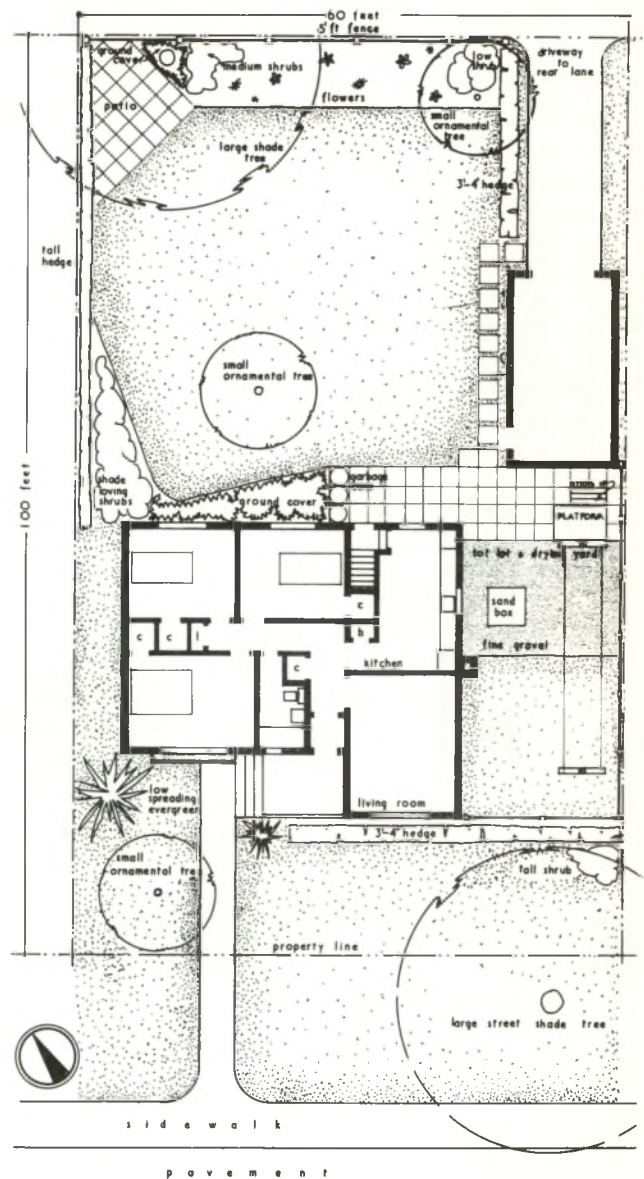 60 feet
5'ft fence
ground
cover
medium shrubs
low
shrubs
driveway
to
rear lane
patio
flowers
small
ornamental
tree
large shade
tree
3'-4' hedge
tall
hedge
small
ornamental tree
100 feet
shade
loving
shrubs
ground cover
garbage
PLATFORM
tot lot & drying yard
sand
box
fine gravel
c
c
c
l
b
c
kitchen
living room
low
spreading
evergreen
3'-4' hedge
small
ornamental tree
tall shrub
property line
large street shade tree
sidewalk
pavement